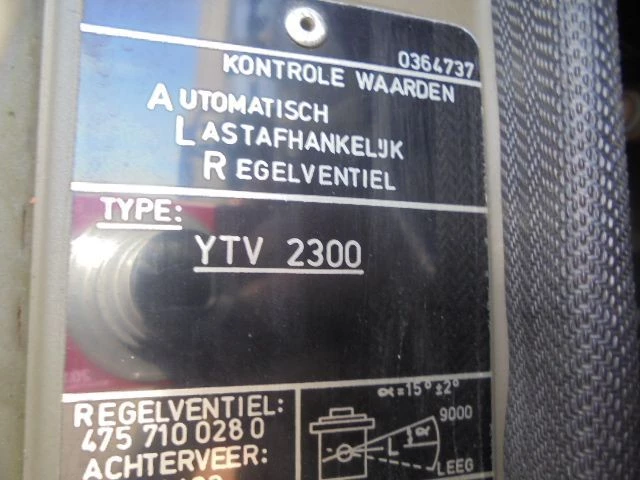 0364737
KONTROLE WAARDEN
AUTOMATISCH
LASTAFHANKELIJK
REGELVENTIEL
TYPE:
YTV 2300
REGELVENTIEL:
475 710 028 0
ACHTERVEER:
α=15° ±2°
9000
L α
LEEG